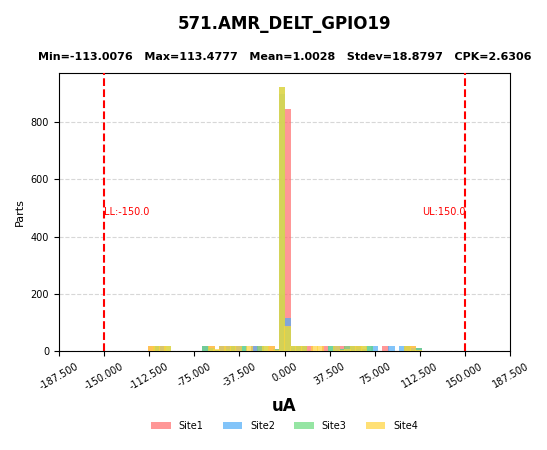 571.AMR_DELT_GPIO19
Min=-113.0076 Max=113.4777 Mean=1.0028 Stdev=18.8797 CPK=2.6306
Parts
800
600
400
200
0
LL:-150.0
UL:150.0
-187.500 -150.000 -112.500 -75.000 -37.500 0.000 37.500 75.000 112.500 150.000 187.500
uA
Site1 Site2 Site3 Site4